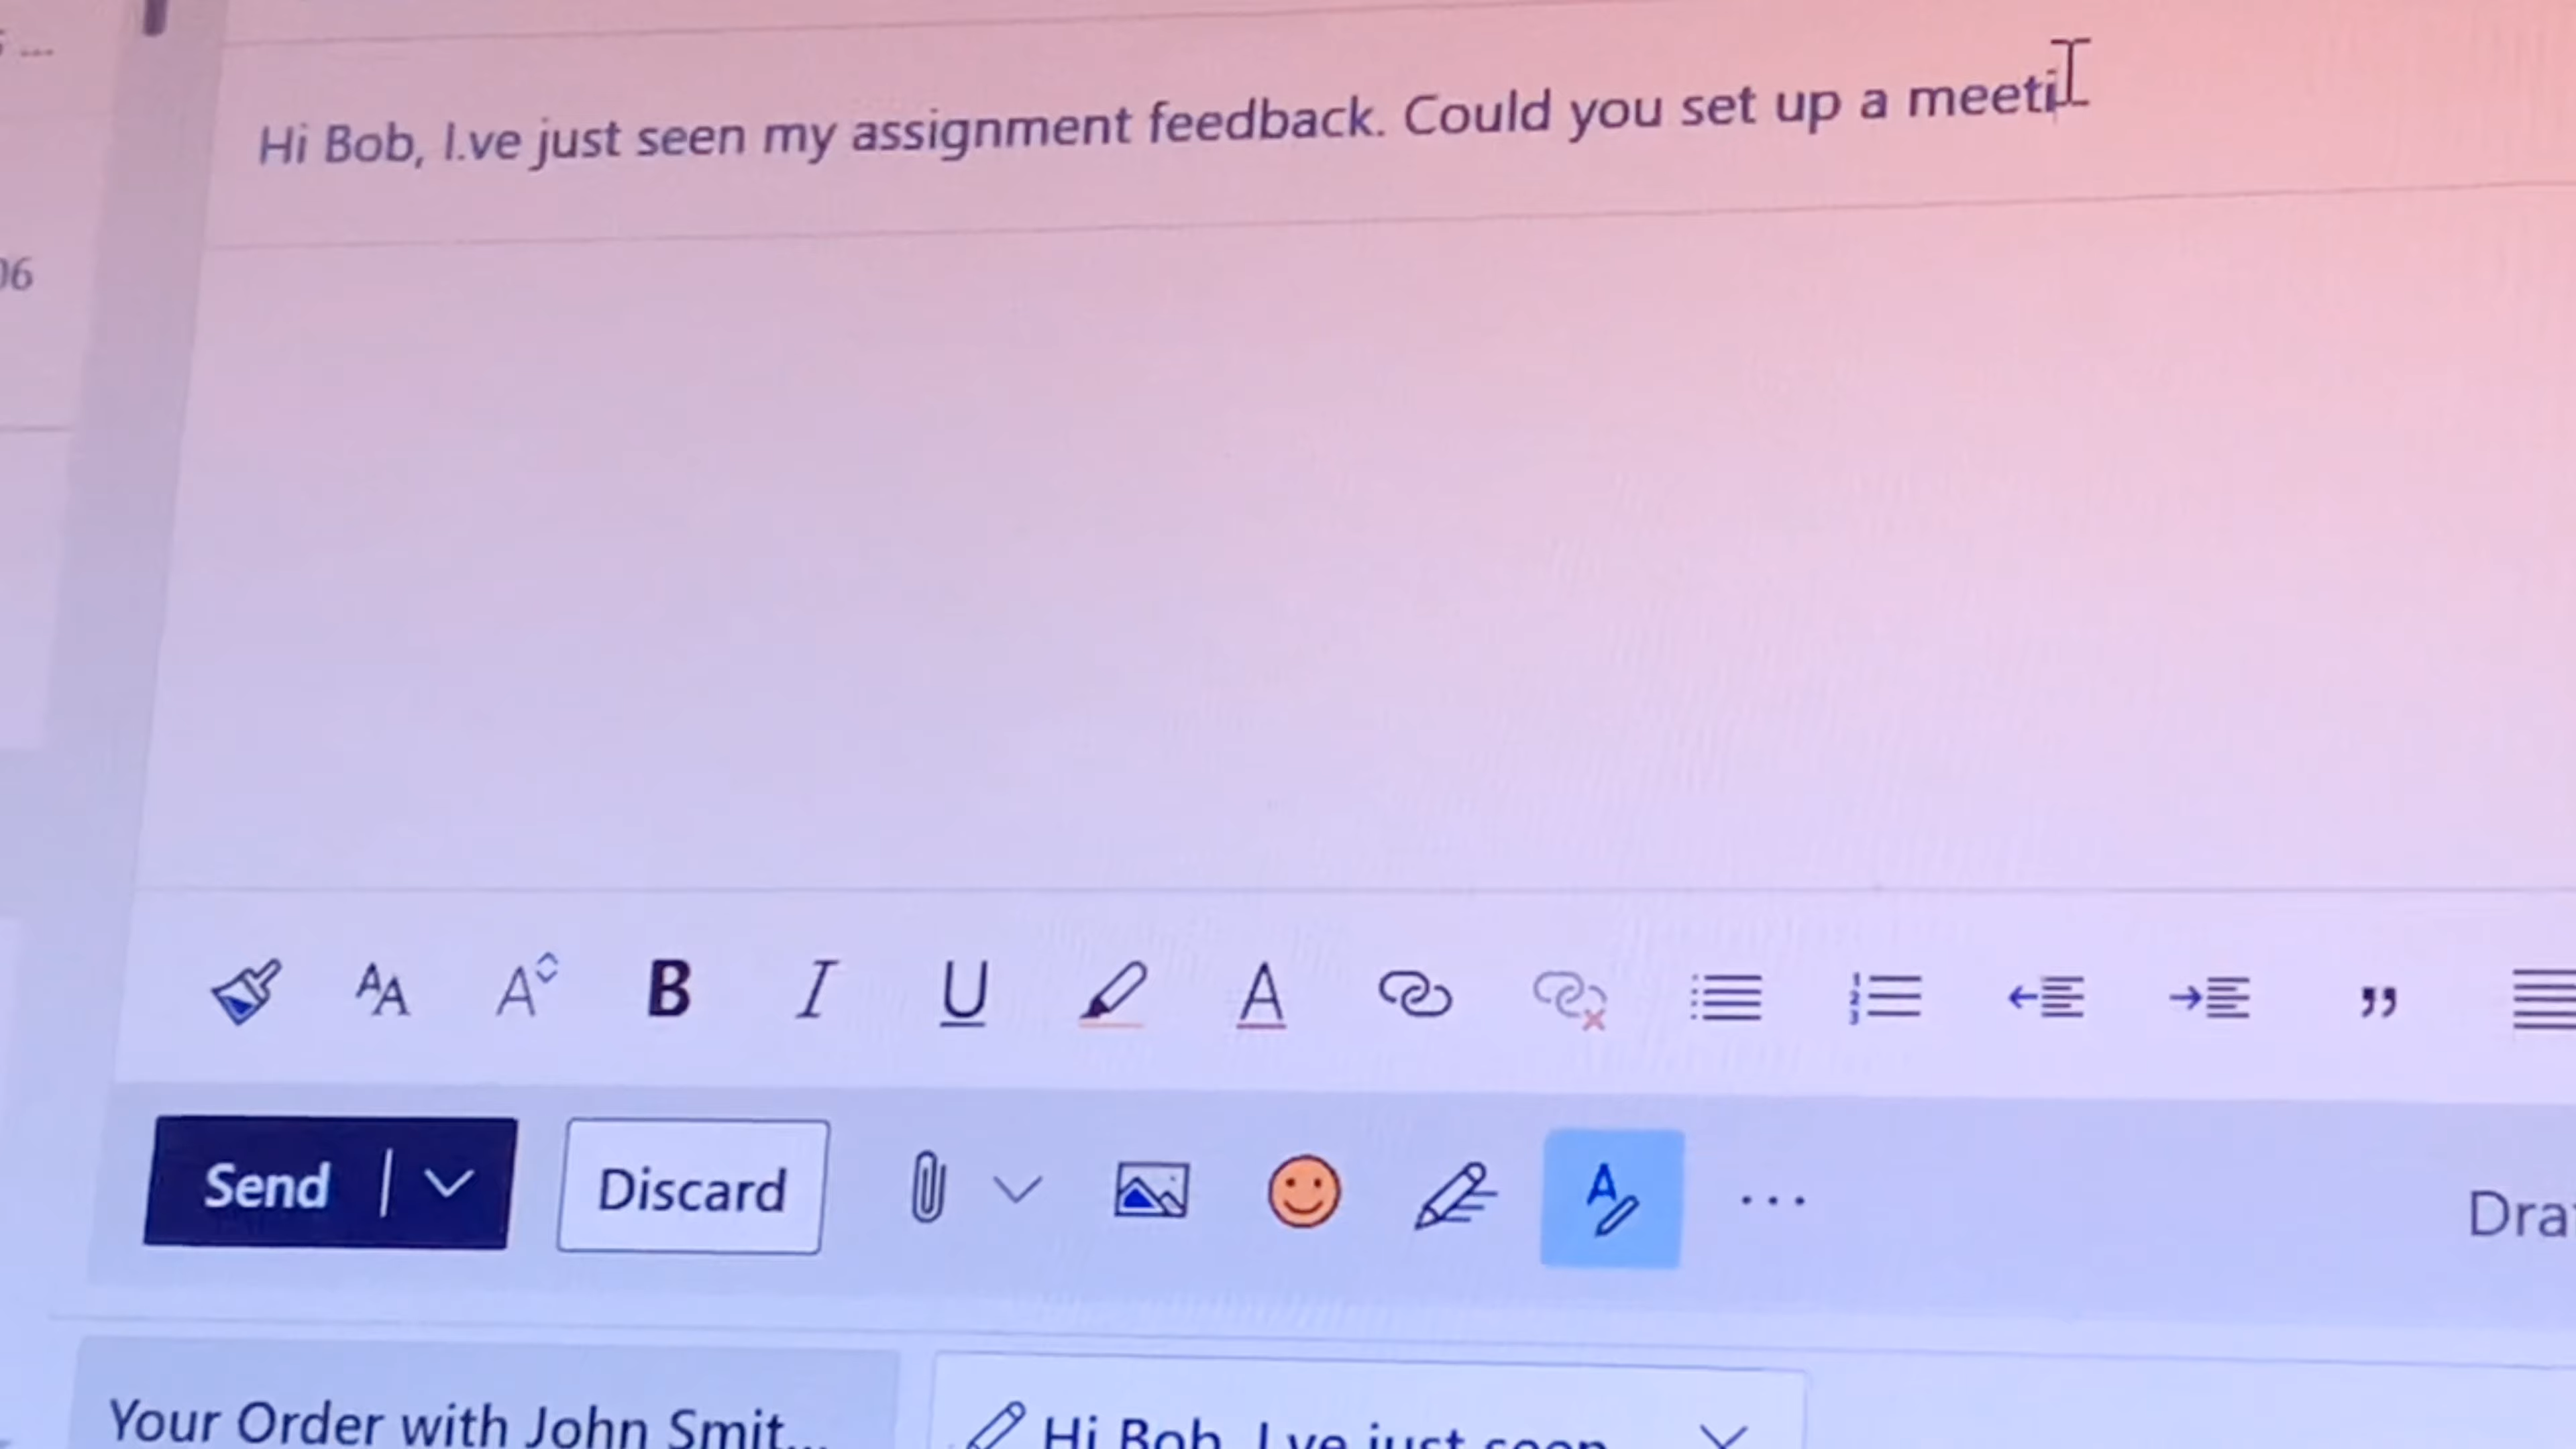 Hi Bob, I.ve just seen my assignment feedback. Could you set up a meeti
06
Send
Discard
Your Order with John Smit...
Hi Bob, I.ve just seen